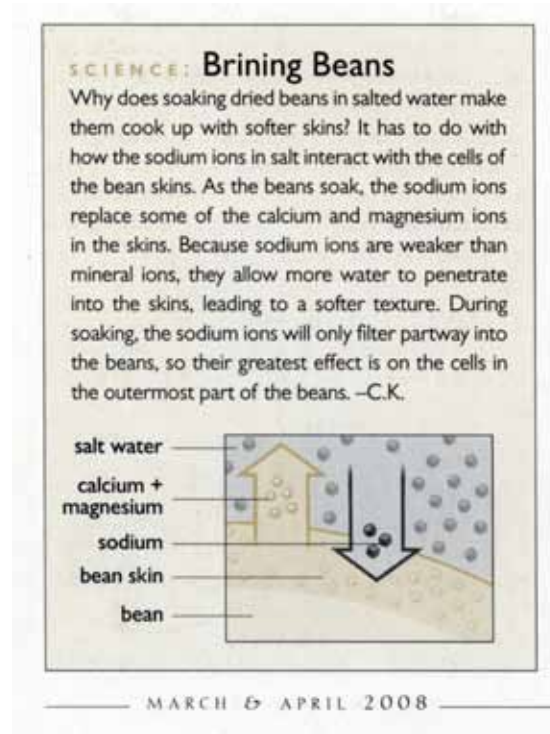 SCIENCE: Brining Beans
Why does soaking dried beans in salted water make
them cook up with softer skins? It has to do with
how the sodium ions in salt interact with the cells of
the bean skins. As the beans soak, the sodium ions
replace some of the calcium and magnesium ions
in the skins. Because sodium ions are weaker than
mineral ions, they allow more water to penetrate
into the skins, leading to a softer texture. During
soaking, the sodium ions will only filter partway into
the beans, so their greatest effect is on the cells in
the outermost part of the beans. –C.K.
salt water
calcium +
magnesium
sodium
bean skin
bean
MARCH & APRIL 2008